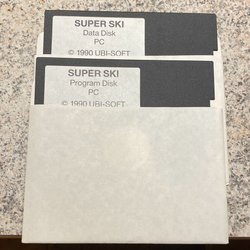 SUPER SKI
Data Disk
PC
© 1990 UBI-SOFT
SUPER SKI
Program Disk
PC
© 1990 UBI-SOFT